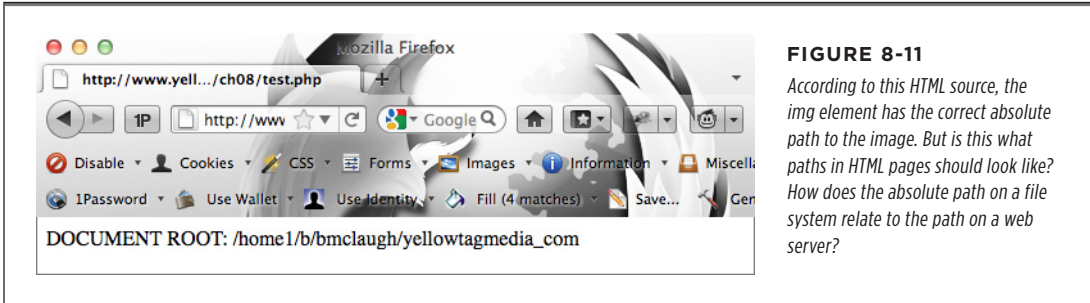 Mozilla Firefox
http://www.yell.../ch08/test.php
1P http://www Google
Disable Cookies CSS Forms Images Information Miscella
1Password Use Wallet Use Identity Fill (4 matches) Save... Gen
DOCUMENT ROOT: /home1/b/bmclaugh/yellowtagmedia_com
FIGURE 8-11
According to this HTML source, the
img element has the correct absolute
path to the image. But is this what
paths in HTML pages should look like?
How does the absolute path on a file
system relate to the path on a web
server?